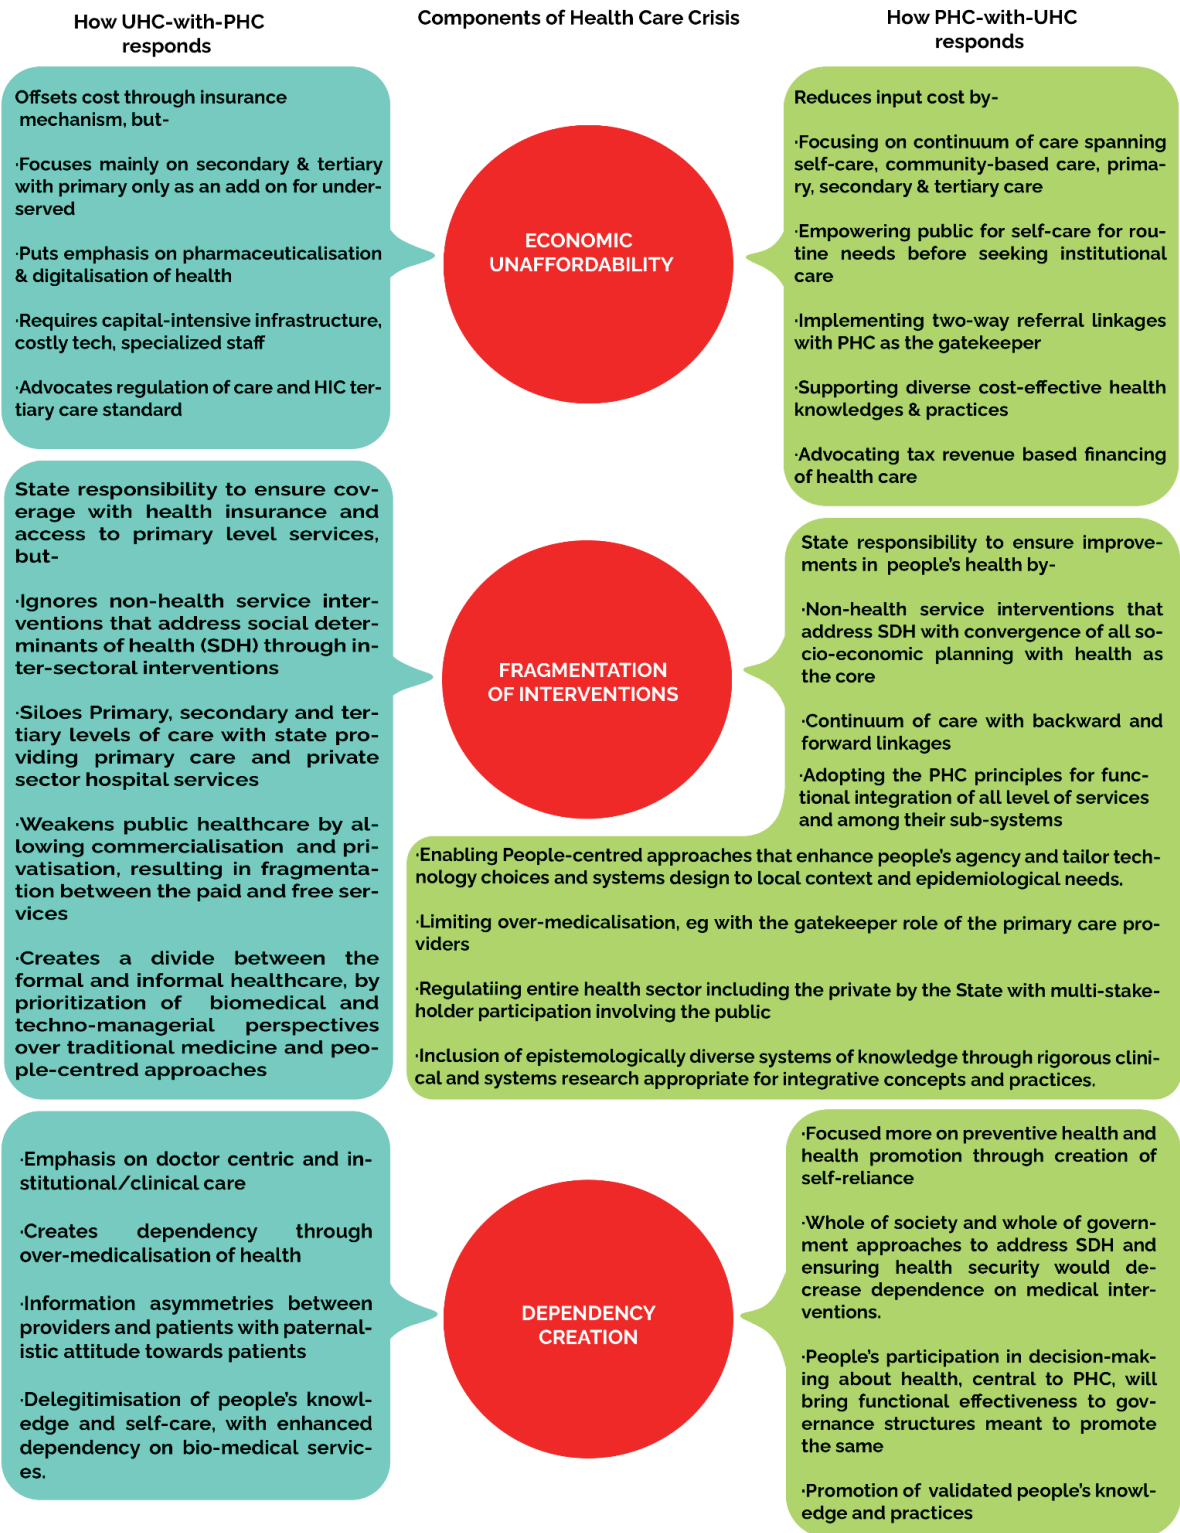 How UHC-with-PHC
responds
Components of Health Care Crisis
How PHC-with-UHC
responds
Offsets cost through insurance
mechanism, but-
·Focuses mainly on secondary & tertiary
with primary only as an add on for under-
served
·Puts emphasis on pharmaceuticalisation
& digitalisation of health
·Requires capital-intensive infrastructure,
costly tech, specialized staff
·Advocates regulation of care and HIC ter-
tiary care standard
ECONOMIC
UNAFFORDABILITY
Reduces input cost by-
·Focusing on continuum of care spanning
self-care, community-based care, prima-
ry, secondary & tertiary care
·Empowering public for self-care for rou-
tine needs before seeking institutional
care
·Implementing two-way referral linkages
with PHC as the gatekeeper
·Supporting diverse cost-effective health
knowledges & practices
·Advocating tax revenue based financing
of health care
State responsibility to ensure cov-
erage with health insurance and
access to primary level services,
but-
·Ignores non-health service inter-
ventions that address social deter-
minants of health (SDH) through in-
ter-sectoral interventions
·Siloes Primary, secondary and ter-
tiary levels of care with state pro-
viding primary care and private
sector hospital services
·Weakens public healthcare by al-
lowing commercialisation and pri-
vatisation, resulting in fragmenta-
tion between the paid and free ser-
vices
·Creates a divide between the
formal and informal healthcare, by
prioritization of biomedical and
techno-managerial perspectives
over traditional medicine and peo-
ple-centred approaches
FRAGMENTATION
OF INTERVENTIONS
State responsibility to ensure improve-
ments in people's health by-
·Non-health service interventions that
address SDH with convergence of all so-
cio-economic planning with health as
the core
·Continuum of care with backward and
forward linkages
·Adopting the PHC principles for func-
tional integration of all level of services
and among their sub-systems
·Enabling People-centred approaches that enhance people's agency and tailor tech-
nology choices and systems design to local context and epidemiological needs.
·Limiting over-medicalisation, eg with the gatekeeper role of the primary care pro-
viders
·Regulatiing entire health sector including the private by the State with multi-stake-
holder participation involving the public
·Inclusion of epistemologically diverse systems of knowledge through rigorous clini-
cal and systems research appropriate for integrative concepts and practices.
·Emphasis on doctor centric and in-
stitutional/clinical care
·Creates dependency through
over-medicalisation of health
·Information asymmetries between
providers and patients with paternal-
istic attitude towards patients
·Delegitimisation of people's knowl-
edge and self-care, with enhanced
dependency on bio-medical servic-
es.
DEPENDENCY
CREATION
·Focused more on preventive health and
health promotion through creation of
self-reliance
·Whole of society and whole of govern-
ment approaches to address SDH and
ensuring health security would de-
crease dependence on medical inter-
ventions.
·People's participation in decision-mak-
ing about health, central to PHC, will
bring functional effectiveness to gov-
ernance structures meant to promote
the same
·Promotion of validated people's knowl-
edge and practices